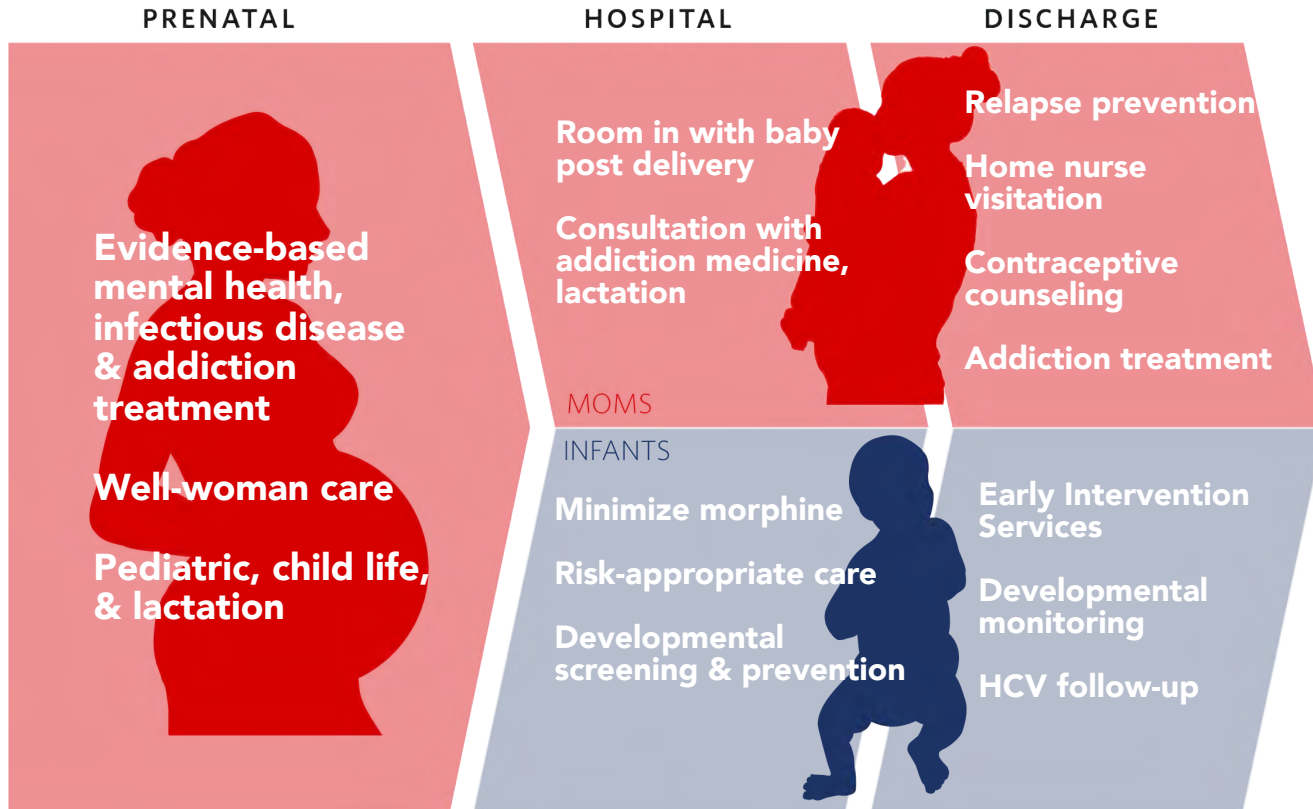 PRENATAL
HOSPITAL
DISCHARGE
Evidence-based
mental health,
infectious disease
& addiction
treatment
Well-woman care
Pediatric, child life,
& lactation
Room in with baby
post delivery
Consultation with
addiction medicine,
lactation
MOMS
Relapse prevention
Home nurse
visitation
Contraceptive
counseling
Addiction treatment
INFANTS
Minimize morphine
Risk-appropriate care
Developmental
screening & prevention
Early Intervention
Services
Developmental
monitoring
HCV follow-up